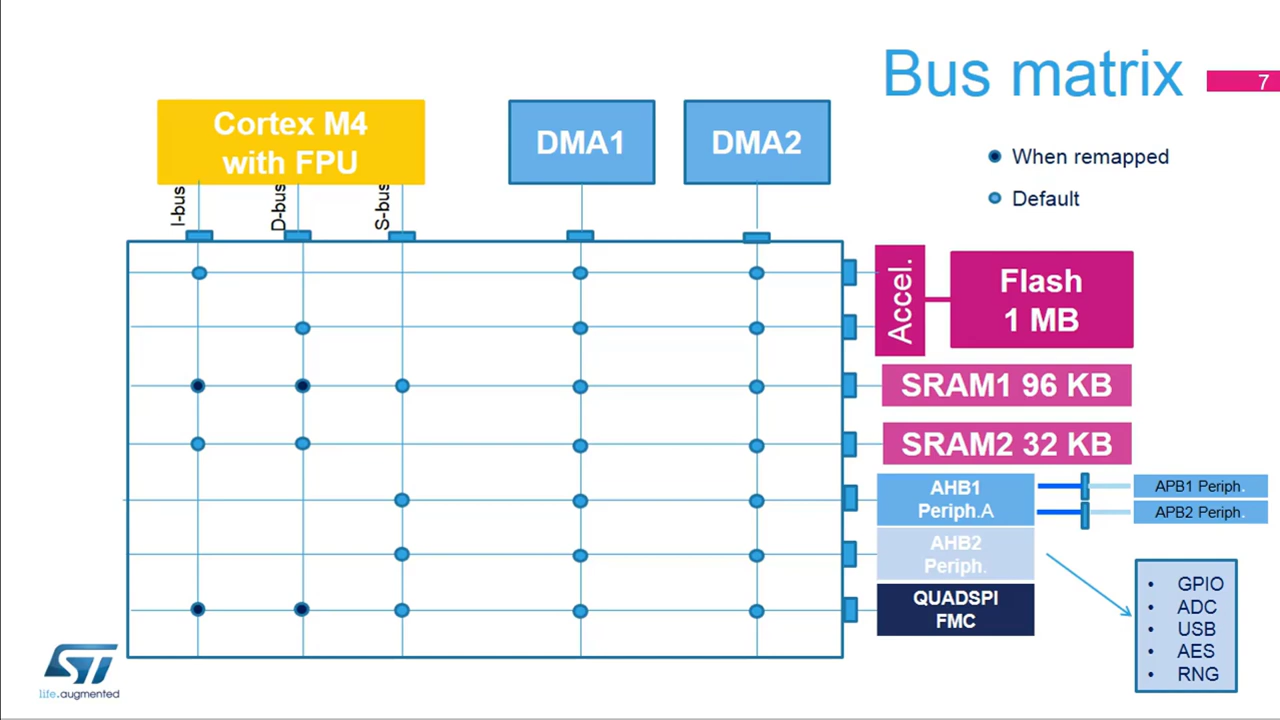 Bus matrix
7
When remapped
Default
Cortex M4
with FPU
DMA1
DMA2
I-bus
D-bus
S-bus
Accel.
Flash
1 MB
SRAM1 96 KB
SRAM2 32 KB
AHB1
Periph.A
APB1 Periph.
APB2 Periph.
AHB2
Periph.
QUADSPI
FMC
• GPIO
• ADC
• USB
• AES
• RNG
ST
life.augmented